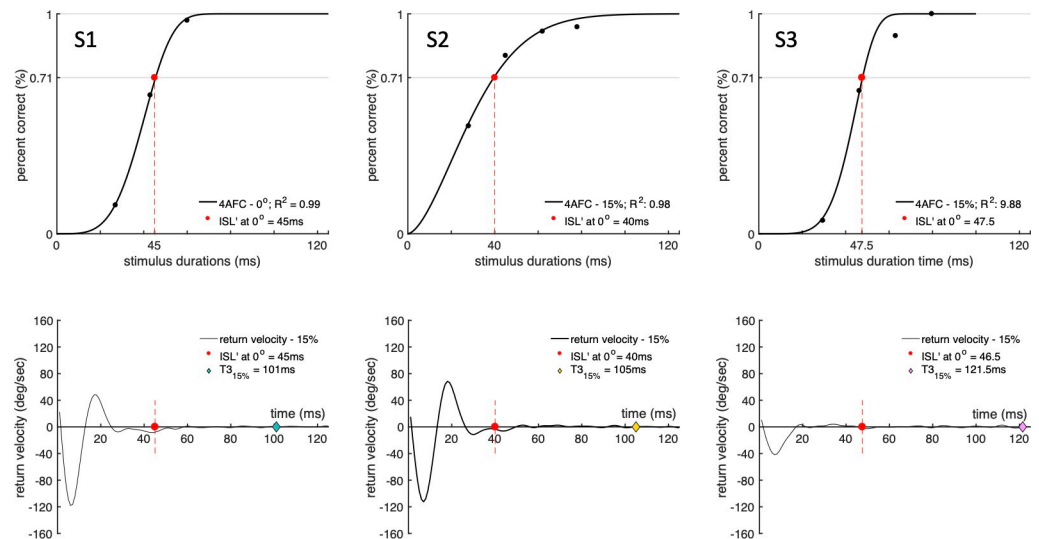 S1
percent correct (%)
1
0.71
0
4AFC - 0°; R² = 0.99
ISL' at 0° = 45ms
0
45
120
stimulus durations (ms)
S2
percent correct (%)
1
0.71
0
4AFC - 15%; R²: 0.98
ISL' at 0° = 40ms
0
40
120
stimulus durations (ms)
S3
percent correct (%)
1
0.71
0
4AFC - 15%; R²: 9.88
ISL' at 0° = 47.5
0
47.5
120
stimulus duration time (ms)
return velocity (deg/sec)
160
120
80
40
0
-40
-80
-120
-160
return velocity - 15%
ISL' at 0° = 45ms
T3₁₅% = 101ms
time (ms)
20 40 60 80 100 120
return velocity (deg/sec)
160
120
80
40
0
-40
-80
-120
-160
return velocity - 15%
ISL' at 0° = 40ms
T3₁₅% = 105ms
time (ms)
20 40 60 80 100 120
return velocity (deg/sec)
160
120
80
40
0
-40
-80
-120
-160
return velocity - 15%
ISL' at 0° = 46.5
T3₁₅% = 121.5ms
time (ms)
20 40 60 80 100 120